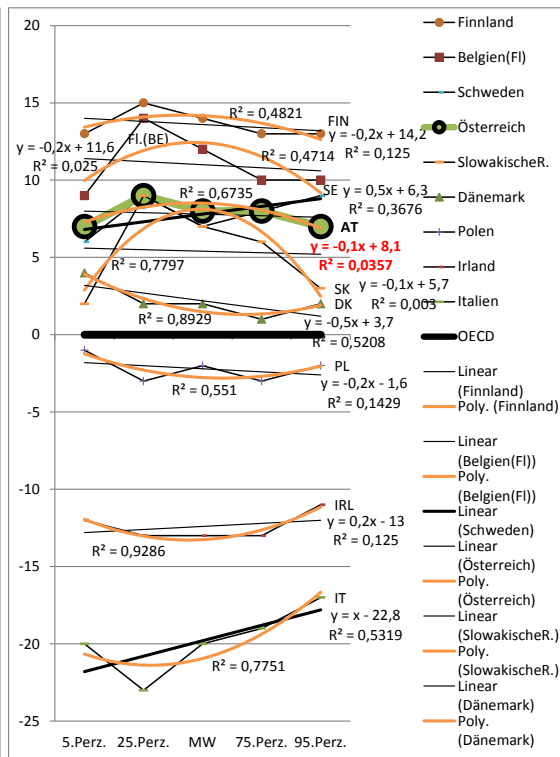 20
15
10
5
0
-5
-10
-15
-20
-25
R² = 0,4821
FIN
y = -0,2x + 14,2
R² = 0,125
Fl.(BE)
y = -0,2x + 11,6
R² = 0,025
R² = 0,4714
R² = 0,6735
SE
y = 0,5x + 6,3
R² = 0,3676
AT
y = -0,1x + 8,1
R² = 0,0357
R² = 0,7797
SK
y = -0,1x + 5,7
R² = 0,003
DK
R² = 0,8929
y = -0,5x + 3,7
R² = 0,5208
PL
R² = 0,551
y = -0,2x - 1,6
R² = 0,1429
IRL
y = 0,2x - 13
R² = 0,125
R² = 0,9286
IT
y = x - 22,8
R² = 0,5319
R² = 0,7751
5.Perz.
25.Perz.
MW
75.Perz.
95.Perz.
Finnland
Belgien(Fl)
Schweden
Österreich
SlowakischeR.
Dänemark
Polen
Irland
Italien
OECD
Linear
(Finnland)
Poly. (Finnland)
Linear
(Belgien(Fl))
Poly.
(Belgien(Fl))
Linear
(Schweden)
Linear
(Österreich)
Poly.
(Österreich)
Linear
(SlowakischeR.)
Poly.
(SlowakischeR.)
Linear
(Dänemark)
Poly.
(Dänemark)